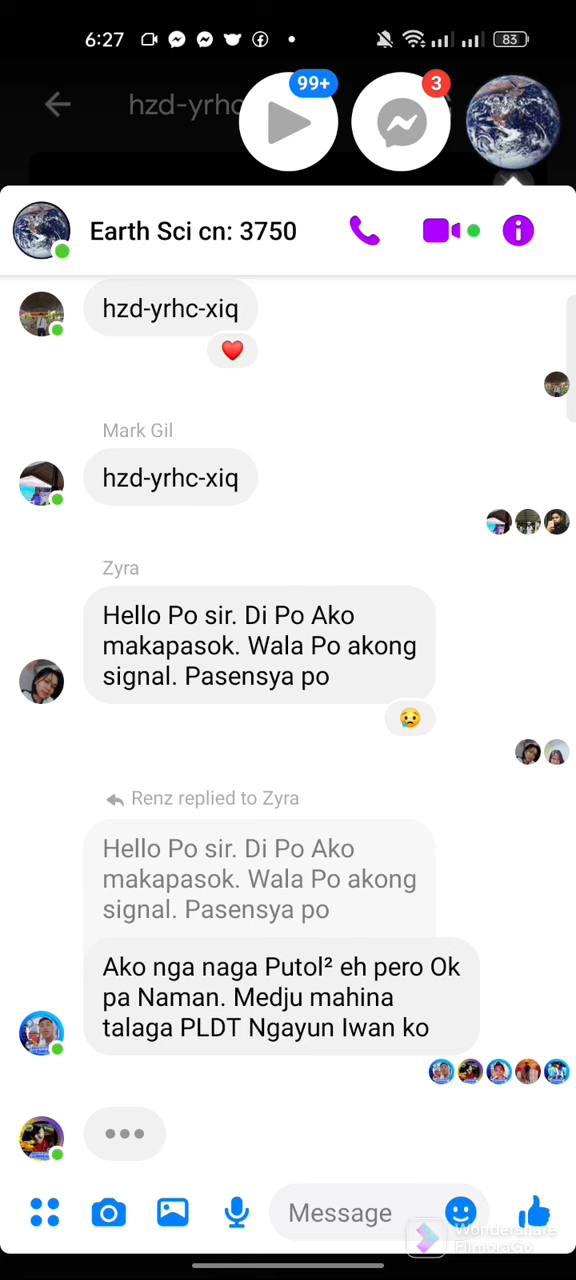 6:27
83
hzd-yrhc
99+
3
Earth Sci cn: 3750
hzd-yrhc-xiq
Mark Gil
hzd-yrhc-xiq
Zyra
Hello Po sir. Di Po Ako
makapasok. Wala Po akong
signal. Pasensya po
Renz replied to Zyra
Hello Po sir. Di Po Ako
makapasok. Wala Po akong
signal. Pasensya po
Ako nga naga Putol² eh pero Ok
pa Naman. Medju mahina
talaga PLDT Ngayun Iwan ko
Message
Wondershare
FilmoraGo